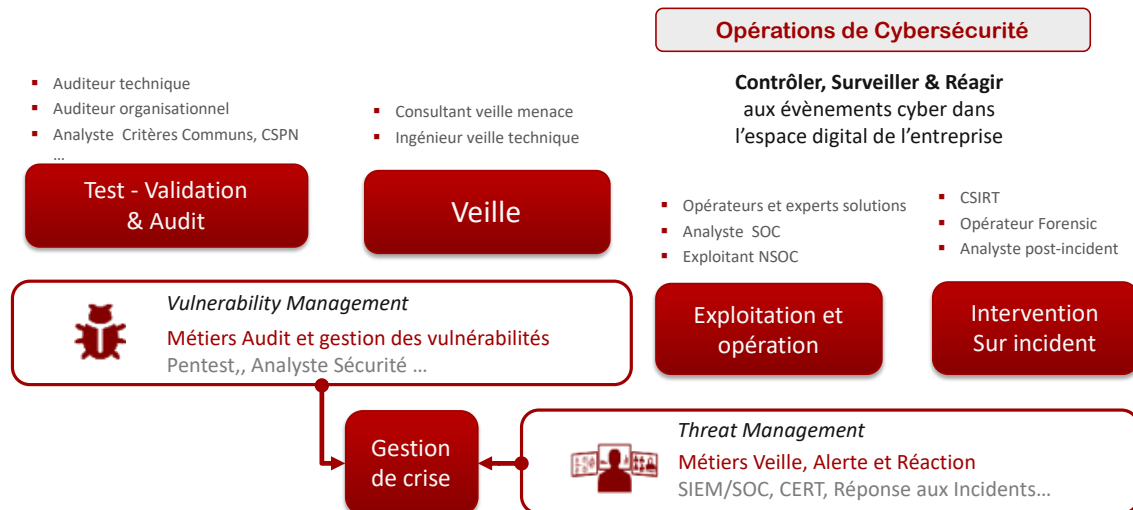 Opérations de Cybersécurité
Contrôler, Surveiller & Réagir
aux évènements cyber dans
l'espace digital de l'entreprise
▪ Auditeur technique
▪ Auditeur organisationnel
▪ Analyste Critères Communs, CSPN
...
Test - Validation
& Audit
▪ Consultant veille menace
▪ Ingénieur veille technique
Veille
▪ Opérateurs et experts solutions
▪ Analyste SOC
▪ Exploitant NSOC
Exploitation et
opération
▪ CSIRT
▪ Opérateur Forensic
▪ Analyste post-incident
Intervention
Sur incident
Vulnerability Management
Métiers Audit et gestion des vulnérabilités
Pentest,, Analyste Sécurité ...
Gestion
de crise
Threat Management
Métiers Veille, Alerte et Réaction
SIEM/SOC, CERT, Réponse aux Incidents...